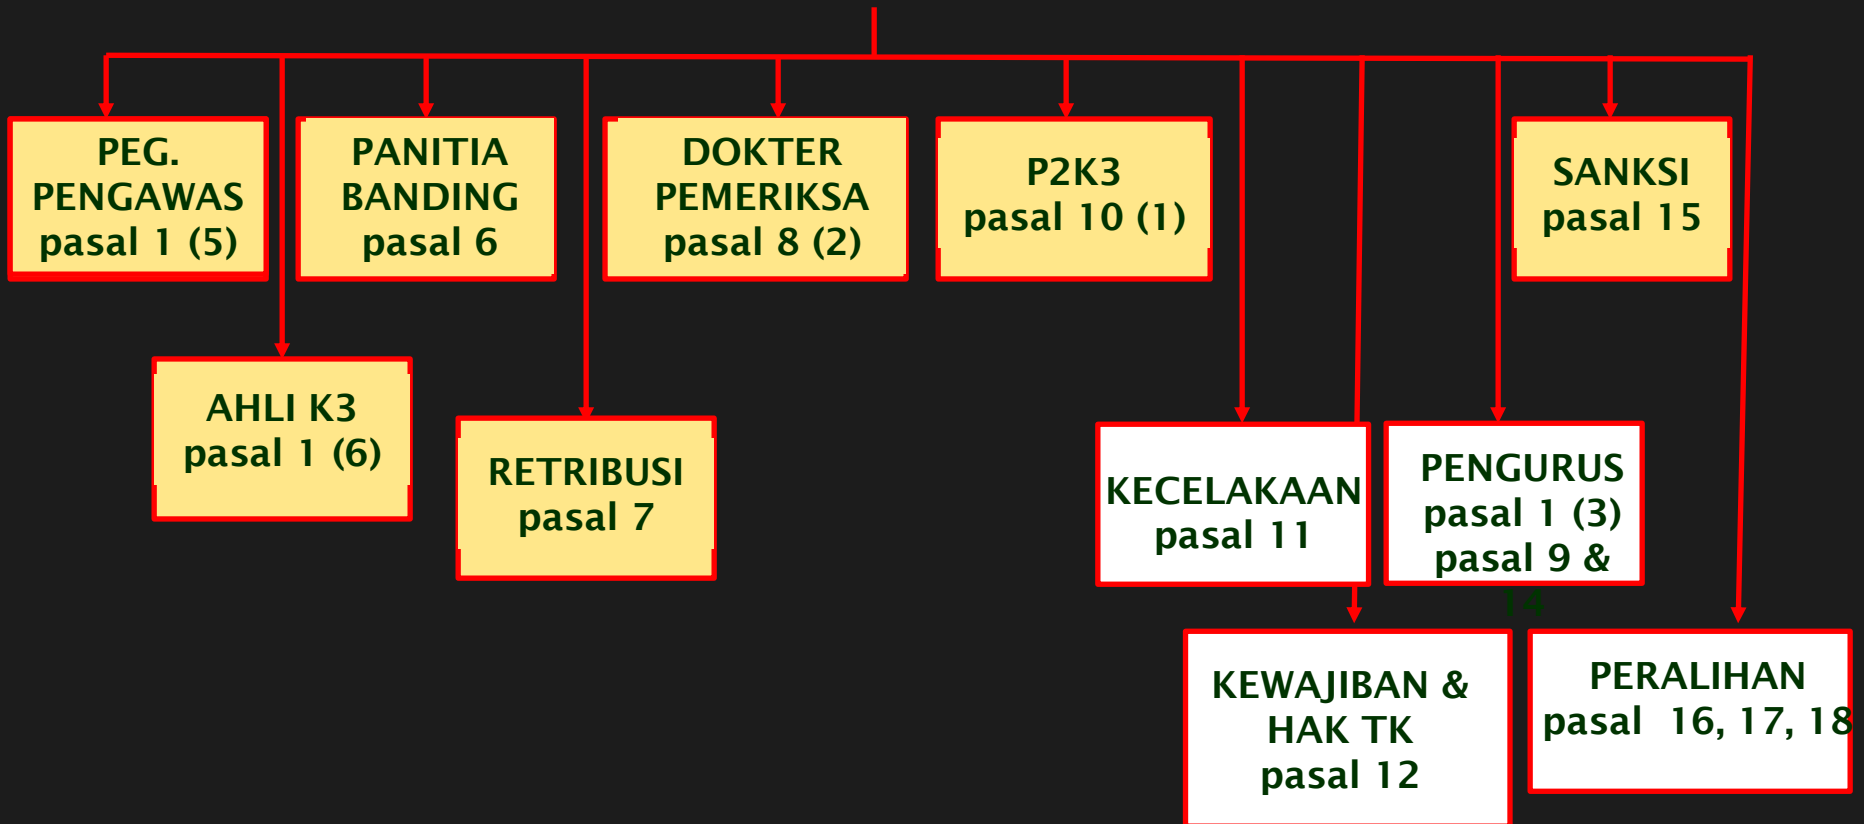 PEG.
PENGAWAS
pasal 1 (5)
PANITIA
BANDING
pasal 6
DOKTER
PEMERIKSA
pasal 8 (2)
P2K3
pasal 10 (1)
SANKSI
pasal 15
AHLI K3
pasal 1 (6)
RETRIBUSI
pasal 7
KECELAKAAN
pasal 11
PENGURUS
pasal 1 (3)
pasal 9 &
14
KEWAJIBAN &
HAK TK
pasal 12
PERALIHAN
pasal 16, 17, 18